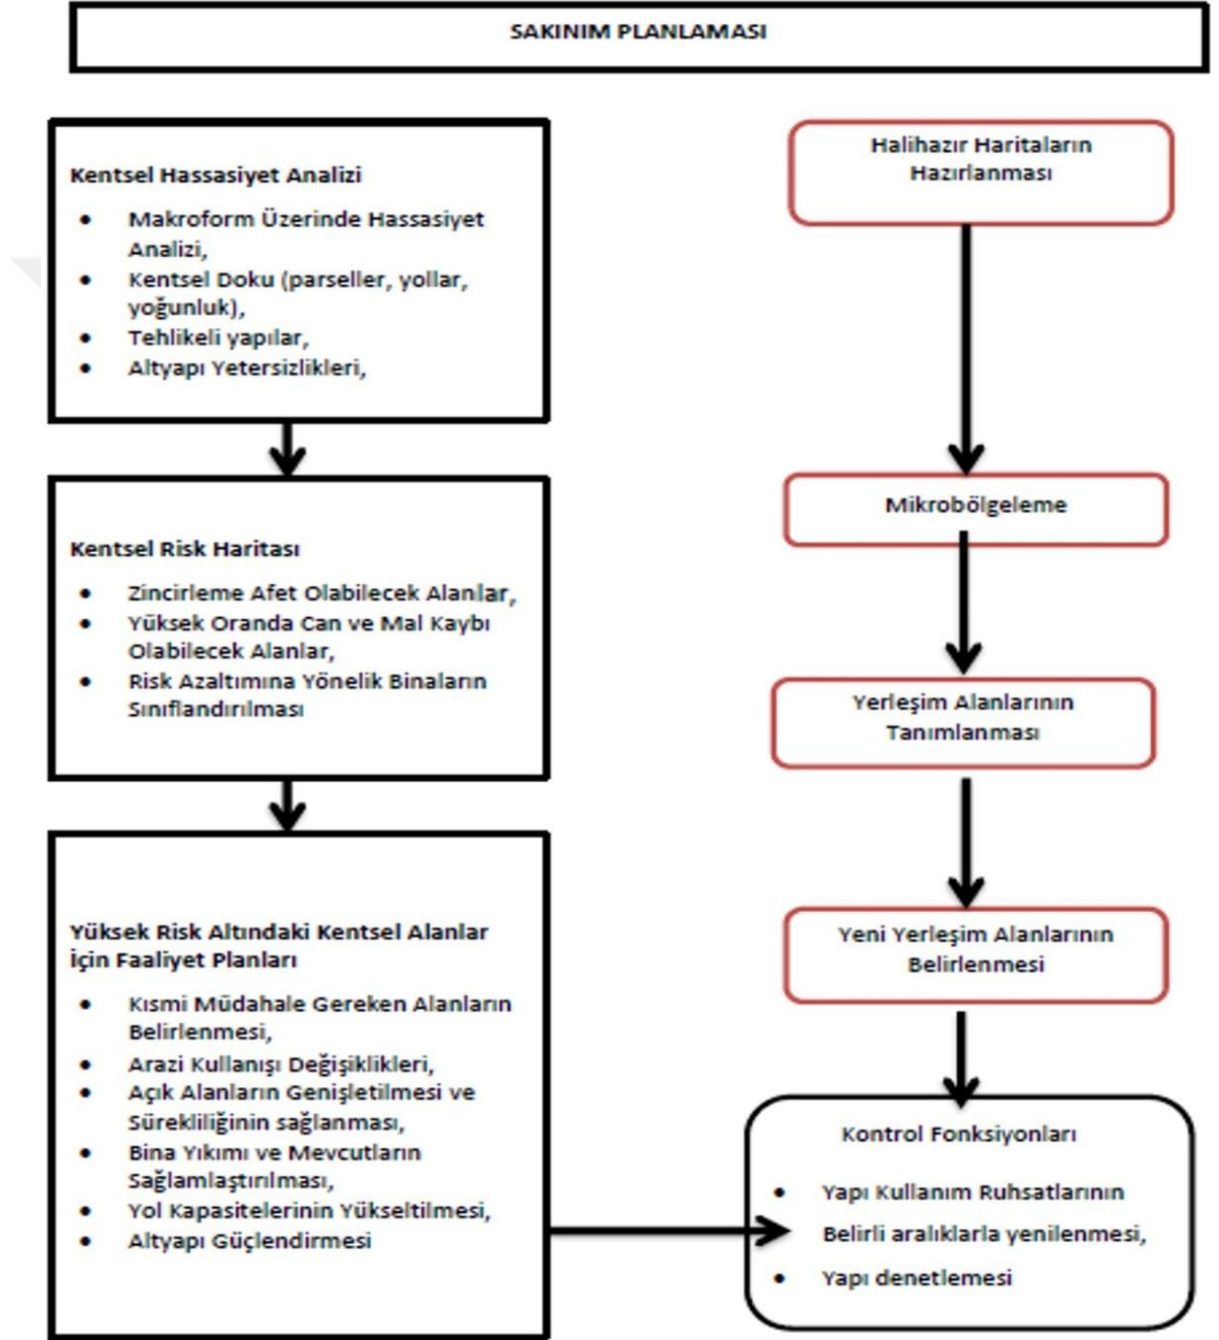 SAKINIM PLANLAMASI
Kentsel Hassasiyet Analizi
• Makroform Üzerinde Hassasiyet
Analizi,
• Kentsel Doku (parseller, yollar,
yoğunluk),
• Tehlikeli yapılar,
• Altyapı Yetersizlikleri,
Kentsel Risk Haritası
• Zincirleme Afet Olabilecek Alanlar,
• Yüksek Oranda Can ve Mal Kaybı
Olabilecek Alanlar,
• Risk Azaltımına Yönelik Binaların
Sınıflandırılması
Yüksek Risk Altındaki Kentsel Alanlar
İçin Faaliyet Planları
• Kısmi Müdahale Gereken Alanların
Belirlenmesi,
• Arazi Kullanışı Değişiklikleri,
• Açık Alanların Genişletilmesi ve
Sürekliliğinin sağlanması,
• Bina Yıkımı ve Mevcutların
Sağlamlaştırılması,
• Yol Kapasitelerinin Yükseltilmesi,
• Altyapı Güçlendirmesi
Halihazır Haritaların
Hazırlanması
Mikrobölgeleme
Yerleşim Alanlarının
Tanımlanması
Yeni Yerleşim Alanlarının
Belirlenmesi
Kontrol Fonksiyonları
• Yapı Kullanım Ruhsatlarının
Belirli aralıklarla yenilenmesi,
• Yapı denetlemesi